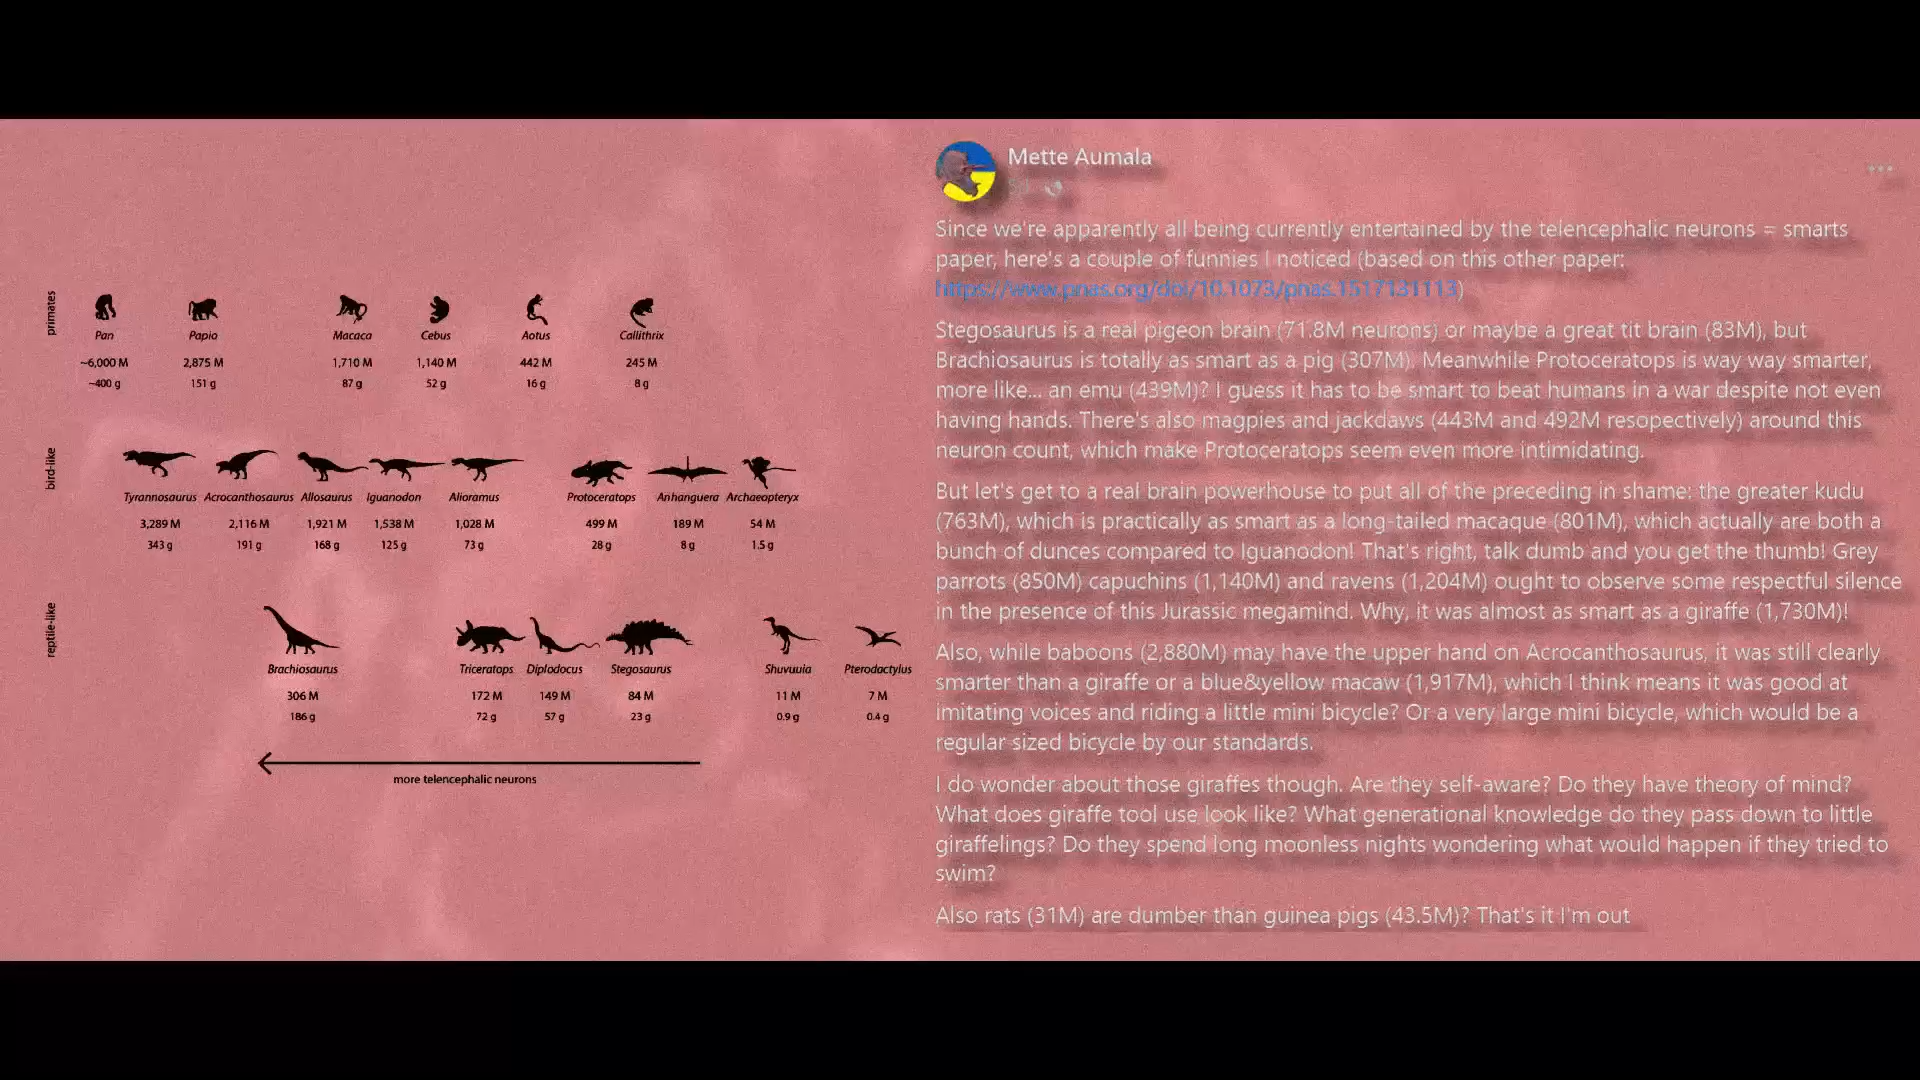 primates
Pan
Papio
Macaca
Cebus
Aotus
Callithrix
~6,000 M
2,875 M
1,710 M
1,140 M
442 M
245 M
~400 g
151 g
87 g
52 g
16 g
8 g
bird-like
Tyrannosaurus
Acrocanthosaurus
Allosaurus
Iguanodon
Alioramus
Protoceratops
Anhanguera
Archaeopteryx
3,289 M
2,116 M
1,921 M
1,538 M
1,028 M
499 M
189 M
54 M
343 g
191 g
168 g
125 g
73 g
28 g
8 g
1.5 g
reptile-like
Brachiosaurus
Triceratops
Diplodocus
Stegosaurus
Shuvuuia
Pterodactylus
306 M
172 M
149 M
84 M
11 M
7 M
186 g
72 g
57 g
23 g
0.9 g
0.4 g
more telencephalic neurons
Mette Aumala
Since we're apparently all being currently entertained by the telencephalic neurons = smarts
paper, here's a couple of funnies I noticed (based on this other paper:
https://www.pnas.org/doi/10.1073/pnas.1517131113)
Stegosaurus is a real pigeon brain (71.8M neurons) or maybe a great tit brain (83M), but
Brachiosaurus is totally as smart as a pig (307M). Meanwhile Protoceratops is way way smarter,
more like... an emu (439M)? I guess it has to be smart to beat humans in a war despite not even
having hands. There's also magpies and jackdaws (443M and 492M resopectively) around this
neuron count, which make Protoceratops seem even more intimidating.
But let's get to a real brain powerhouse to put all of the preceding in shame: the greater kudu
(763M), which is practically as smart as a long-tailed macaque (801M), which actually are both a
bunch of dunces compared to Iguanodon! That's right, talk dumb and you get the thumb! Grey
parrots (850M) capuchins (1,140M) and ravens (1,204M) ought to observe some respectful silence
in the presence of this Jurassic megamind. Why, it was almost as smart as a giraffe (1,730M)!
Also, while baboons (2,880M) may have the upper hand on Acrocanthosaurus, it was still clearly
smarter than a giraffe or a blue&yellow macaw (1,917M), which I think means it was good at
imitating voices and riding a little mini bicycle? Or a very large mini bicycle, which would be a
regular sized bicycle by our standards.
I do wonder about those giraffes though. Are they self-aware? Do they have theory of mind?
What does giraffe tool use look like? What generational knowledge do they pass down to little
giraffelings? Do they spend long moonless nights wondering what would happen if they tried to
swim?
Also rats (31M) are dumber than guinea pigs (43.5M)? That's it I'm out